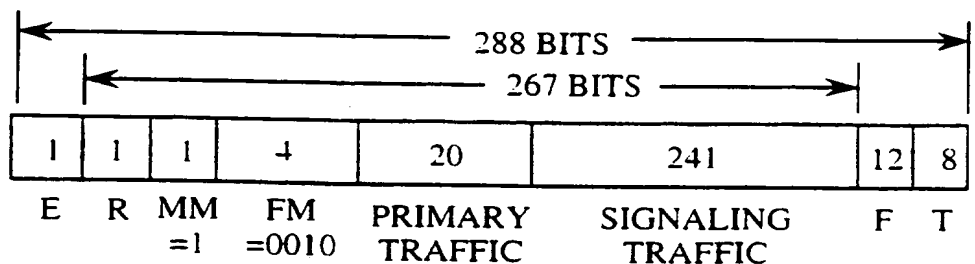 288 BITS
267 BITS
1 1 1 4 20 241 12 8
E R MM FM PRIMARY SIGNALING F T
=1 =0010 TRAFFIC TRAFFIC